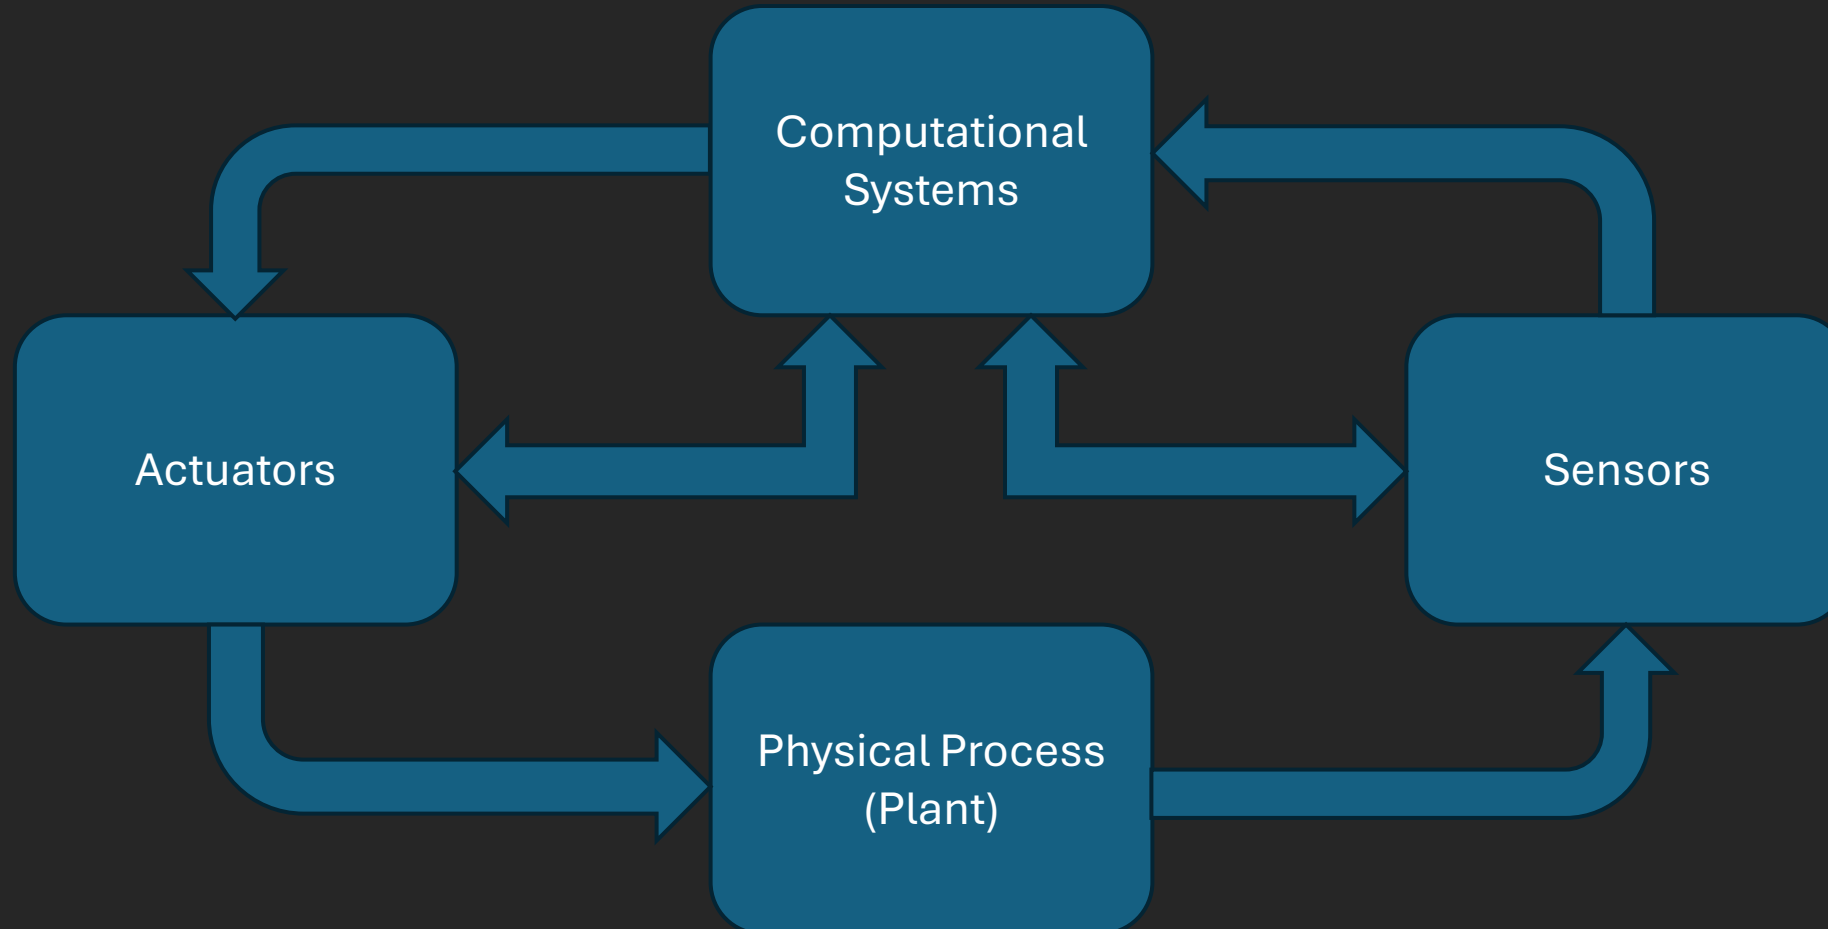 Computational
Systems
Actuators
Sensors
Physical Process
(Plant)